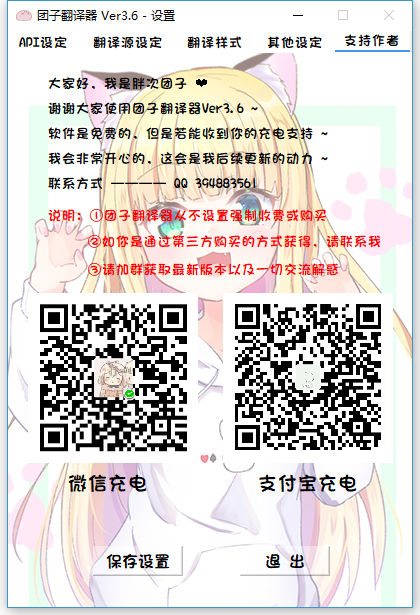 团子翻译器 Ver3.6 - 设置
API设定 翻译源设定 翻译样式 其他设定 支持作者
大家好，我是胖次团子 ❤
谢谢大家使用团子翻译器Ver3.6 ~
软件是免费的，但是若能收到你的充电支持 ~
我会非常开心的，这会是我后续更新的动力 ~
联系方式 ————— QQ 394883561
说明：①团子翻译器从不设置强制收费或购买
②如你是通过第三方购买的方式获得，请联系我
③请加群获取最新版本以及一切交流解惑
微信充电 支付宝充电
保存设置 退 出